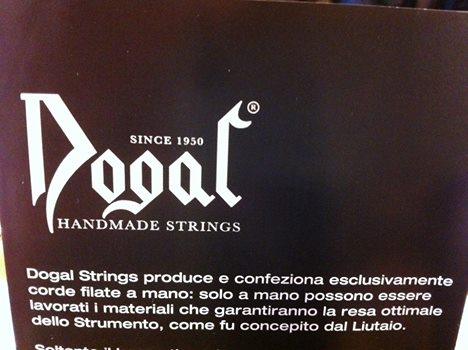 SINCE 1950
Dogal®
HANDMADE STRINGS
Dogal Strings produce e confeziona esclusivamente
corde filate a mano: solo a mano possono essere
lavorati i materiali che garantiranno la resa ottimale
dello Strumento, come fu concepito dal Liutaio.